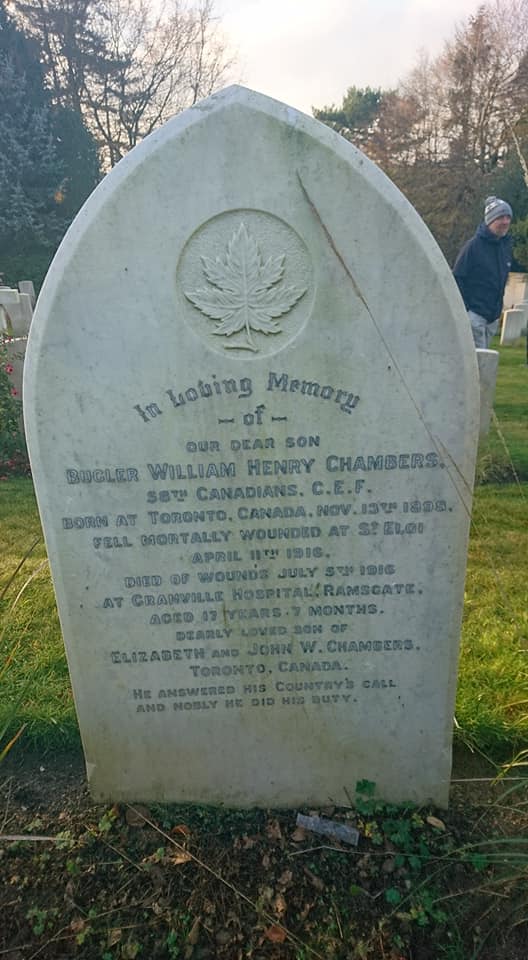 In Loving Memory
— of —
OUR DEAR SON
BUGLER WILLIAM HENRY CHAMBERS.
58TH CANADIANS, C.E.F.
BORN AT TORONTO, CANADA, NOV. 13TH 1898.
FELL MORTALLY WOUNDED AT ST ELOI
APRIL 11TH 1916.
DIED OF WOUNDS JULY 5TH 1916
AT GRANVILLE HOSPITAL, RAMSGATE,
AGED 17 YEARS 7 MONTHS.
DEARLY LOVED SON OF
ELIZABETH AND JOHN W. CHAMBERS.
TORONTO, CANADA.
HE ANSWERED HIS COUNTRY'S CALL
AND NOBLY HE DID HIS DUTY.